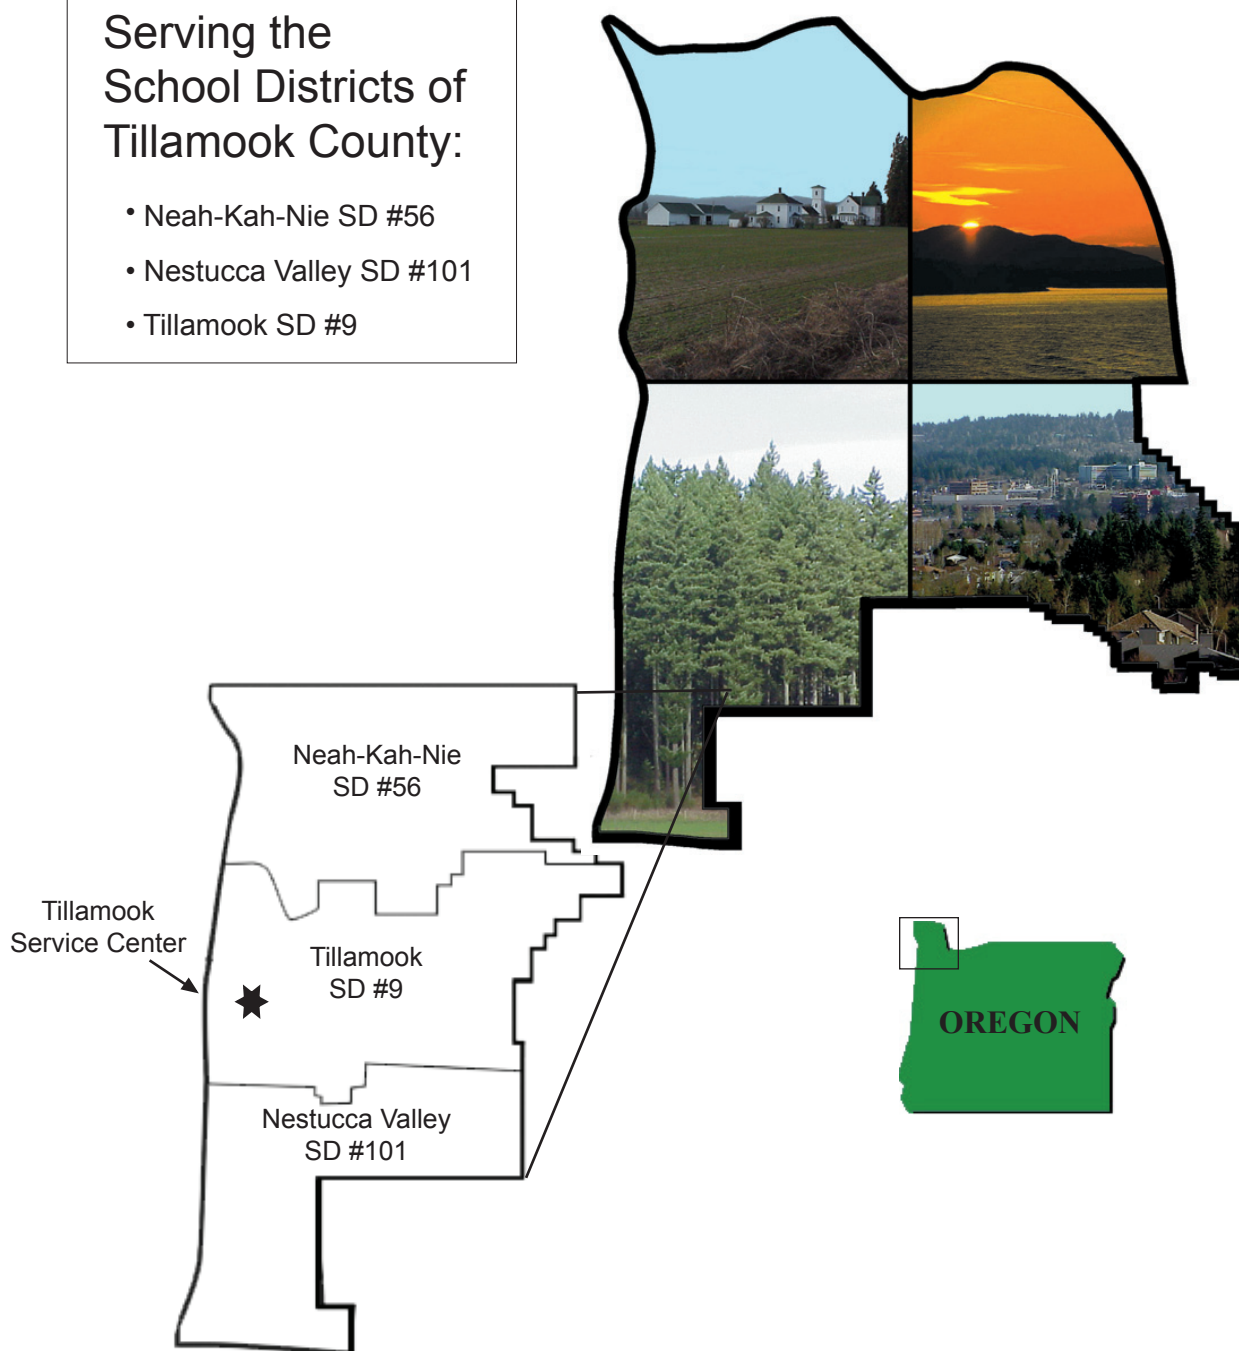 Serving the
School Districts of
Tillamook County:
• Neah-Kah-Nie SD #56
• Nestucca Valley SD #101
• Tillamook SD #9
Neah-Kah-Nie
SD #56
Tillamook
Service Center
Tillamook
SD #9
OREGON
Nestucca Valley
SD #101